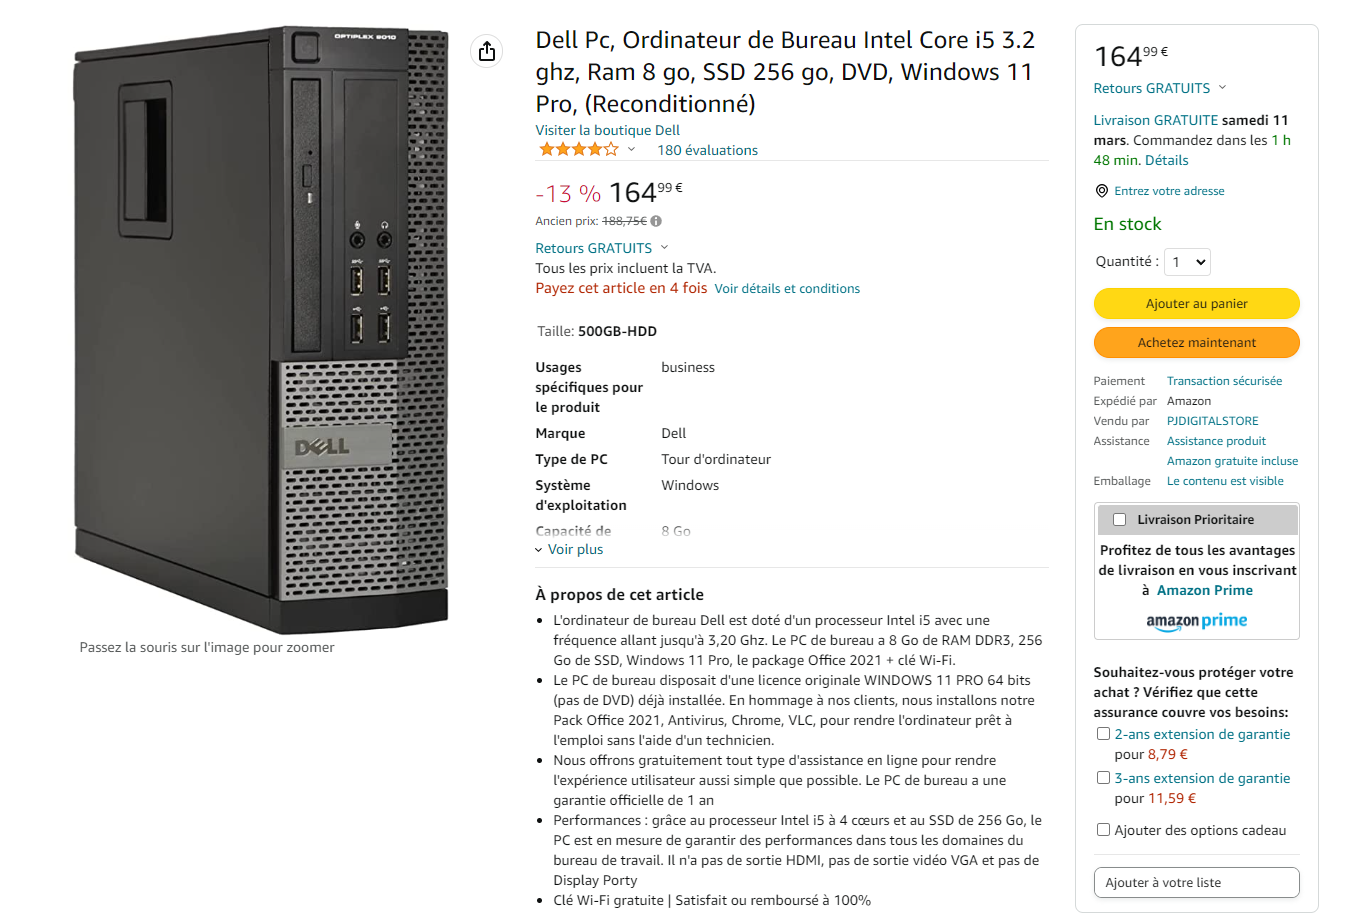 OPTIPLEX 9010
DELL
Passez la souris sur l'image pour zoomer
Dell Pc, Ordinateur de Bureau Intel Core i5 3.2
ghz, Ram 8 go, SSD 256 go, DVD, Windows 11
Pro, (Reconditionné)
Visiter la boutique Dell
180 évaluations
-13 % 16499 €
Ancien prix: 188,75€
Retours GRATUITS
Tous les prix incluent la TVA.
Payez cet article en 4 fois Voir détails et conditions
Taille: 500GB-HDD
Usages business
spécifiques pour
le produit
Marque Dell
Type de PC Tour d'ordinateur
Système Windows
d'exploitation
Capacité de 8 Go
Voir plus
À propos de cet article
L'ordinateur de bureau Dell est doté d'un processeur Intel i5 avec une
fréquence allant jusqu'à 3,20 Ghz. Le PC de bureau a 8 Go de RAM DDR3, 256
Go de SSD, Windows 11 Pro, le package Office 2021 + clé Wi-Fi.
Le PC de bureau disposait d'une licence originale WINDOWS 11 PRO 64 bits
(pas de DVD) déjà installée. En hommage à nos clients, nous installons notre
Pack Office 2021, Antivirus, Chrome, VLC, pour rendre l'ordinateur prêt à
l'emploi sans l'aide d'un technicien.
Nous offrons gratuitement tout type d'assistance en ligne pour rendre
l'expérience utilisateur aussi simple que possible. Le PC de bureau a une
garantie officielle de 1 an
Performances : grâce au processeur Intel i5 à 4 cœurs et au SSD de 256 Go, le
PC est en mesure de garantir des performances dans tous les domaines du
bureau de travail. Il n'a pas de sortie HDMI, pas de sortie vidéo VGA et pas de
Display Porty
Clé Wi-Fi gratuite | Satisfait ou remboursé à 100%
16499 €
Retours GRATUITS
Livraison GRATUITE samedi 11
mars. Commandez dans les 1 h
48 min. Détails
Entrez votre adresse
En stock
Quantité : 1
Ajouter au panier
Achetez maintenant
Paiement Transaction sécurisée
Expédié par Amazon
Vendu par PJDIGITALSTORE
Assistance Assistance produit
Amazon gratuite incluse
Emballage Le contenu est visible
Livraison Prioritaire
Profitez de tous les avantages
de livraison en vous inscrivant
à Amazon Prime
amazon prime
Souhaitez-vous protéger votre
achat ? Vérifiez que cette
assurance couvre vos besoins:
2-ans extension de garantie
pour 8,79 €
3-ans extension de garantie
pour 11,59 €
Ajouter des options cadeau
Ajouter à votre liste